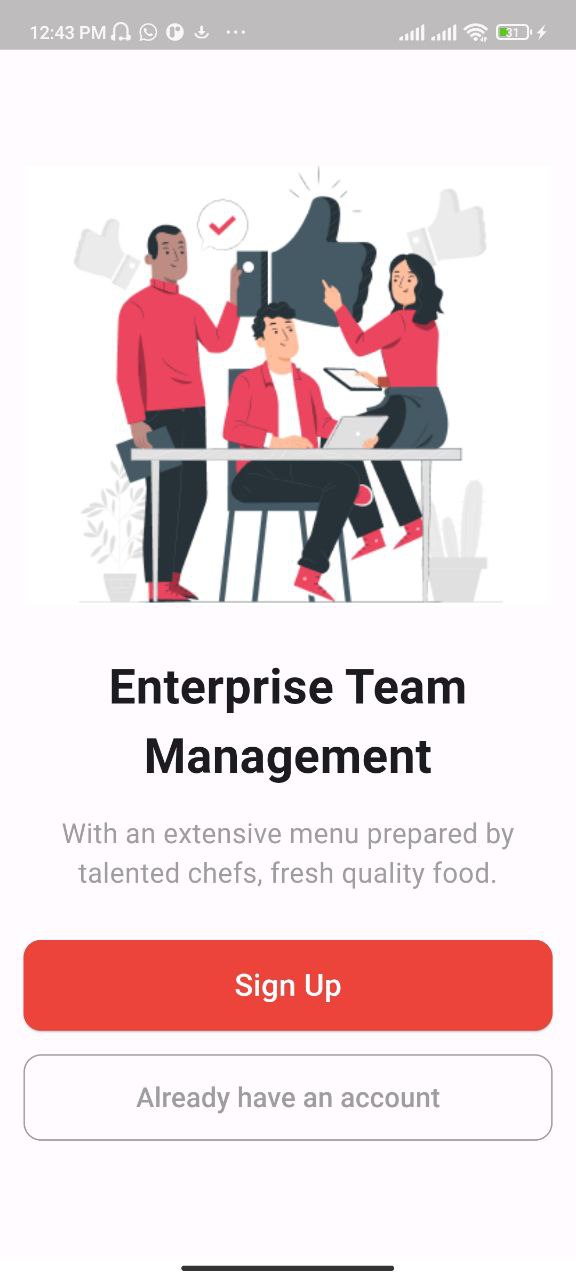 12:43 PM
31
Enterprise Team
Management
With an extensive menu prepared by
talented chefs, fresh quality food.
Sign Up
Already have an account